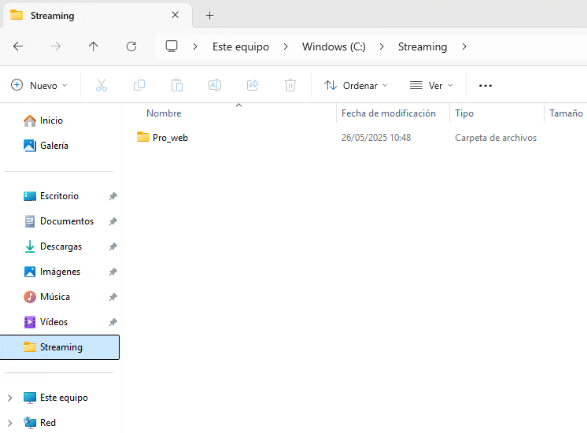 Streaming
Este equipo > Windows (C:) > Streaming >
Nuevo
Ordenar
Ver
Nombre
Fecha de modificación
Tipo
Tamaño
Inicio
Galería
Pro_web
26/05/2025 10:48
Carpeta de archivos
Escritorio
Documentos
Descargas
Imágenes
Música
Vídeos
Streaming
Este equipo
Red